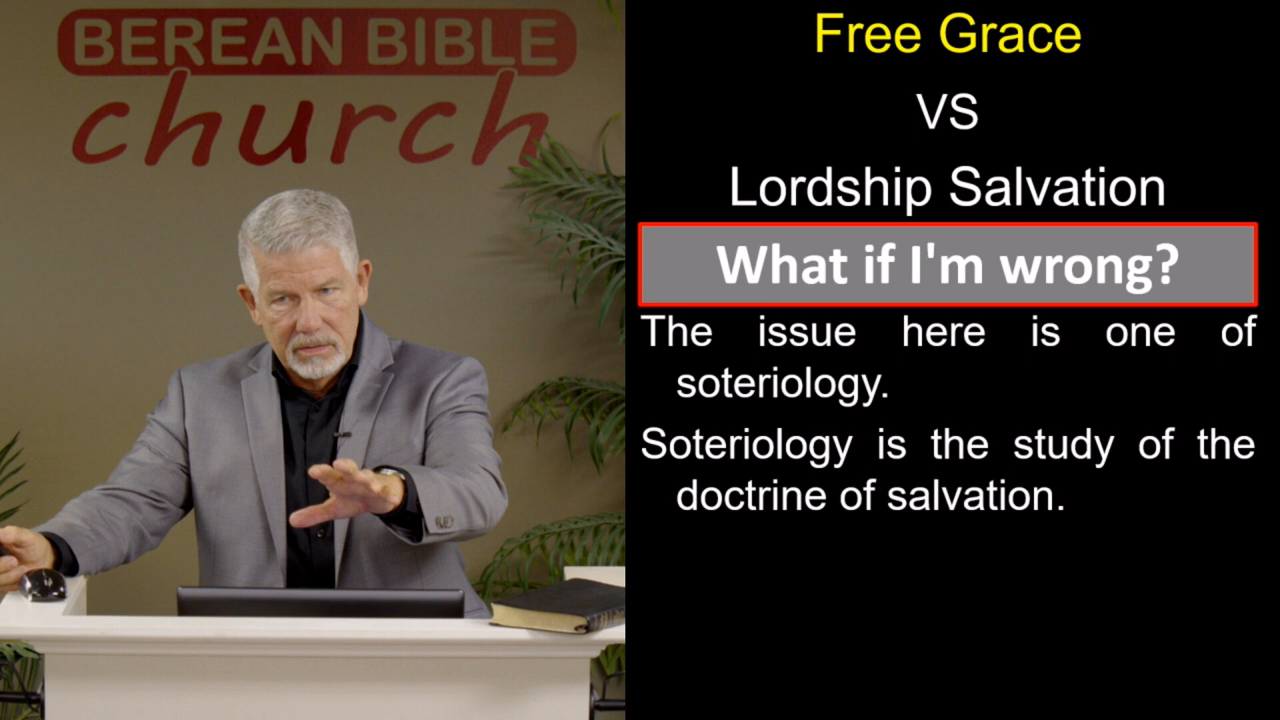 BEREAN BIBLE
church
Free Grace
VS
Lordship Salvation
What if I'm wrong?
The issue here is one of
soteriology.
Soteriology is the study of the
doctrine of salvation.